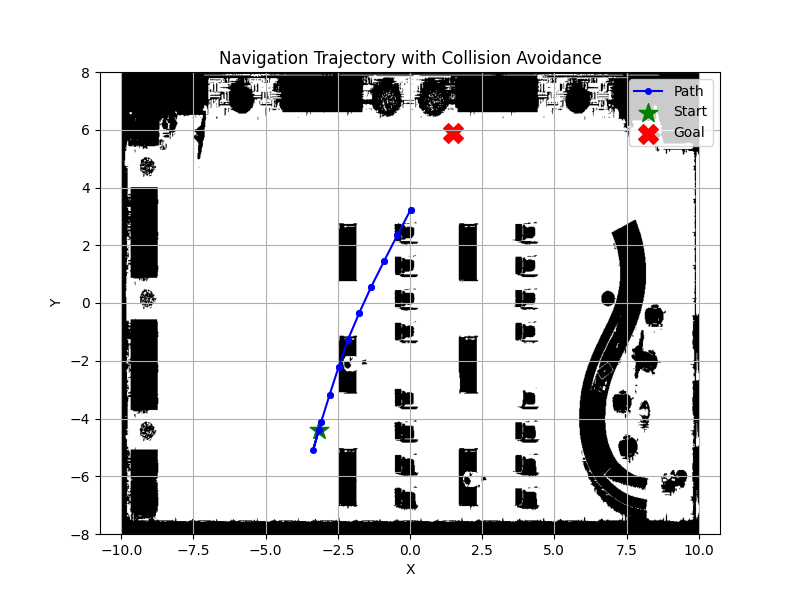 Navigation Trajectory with Collision Avoidance
Path
Start
Goal
8
6
4
2
0
−2
−4
−6
−8
Y
−10.0 −7.5 −5.0 −2.5 0.0 2.5 5.0 7.5 10.0
X